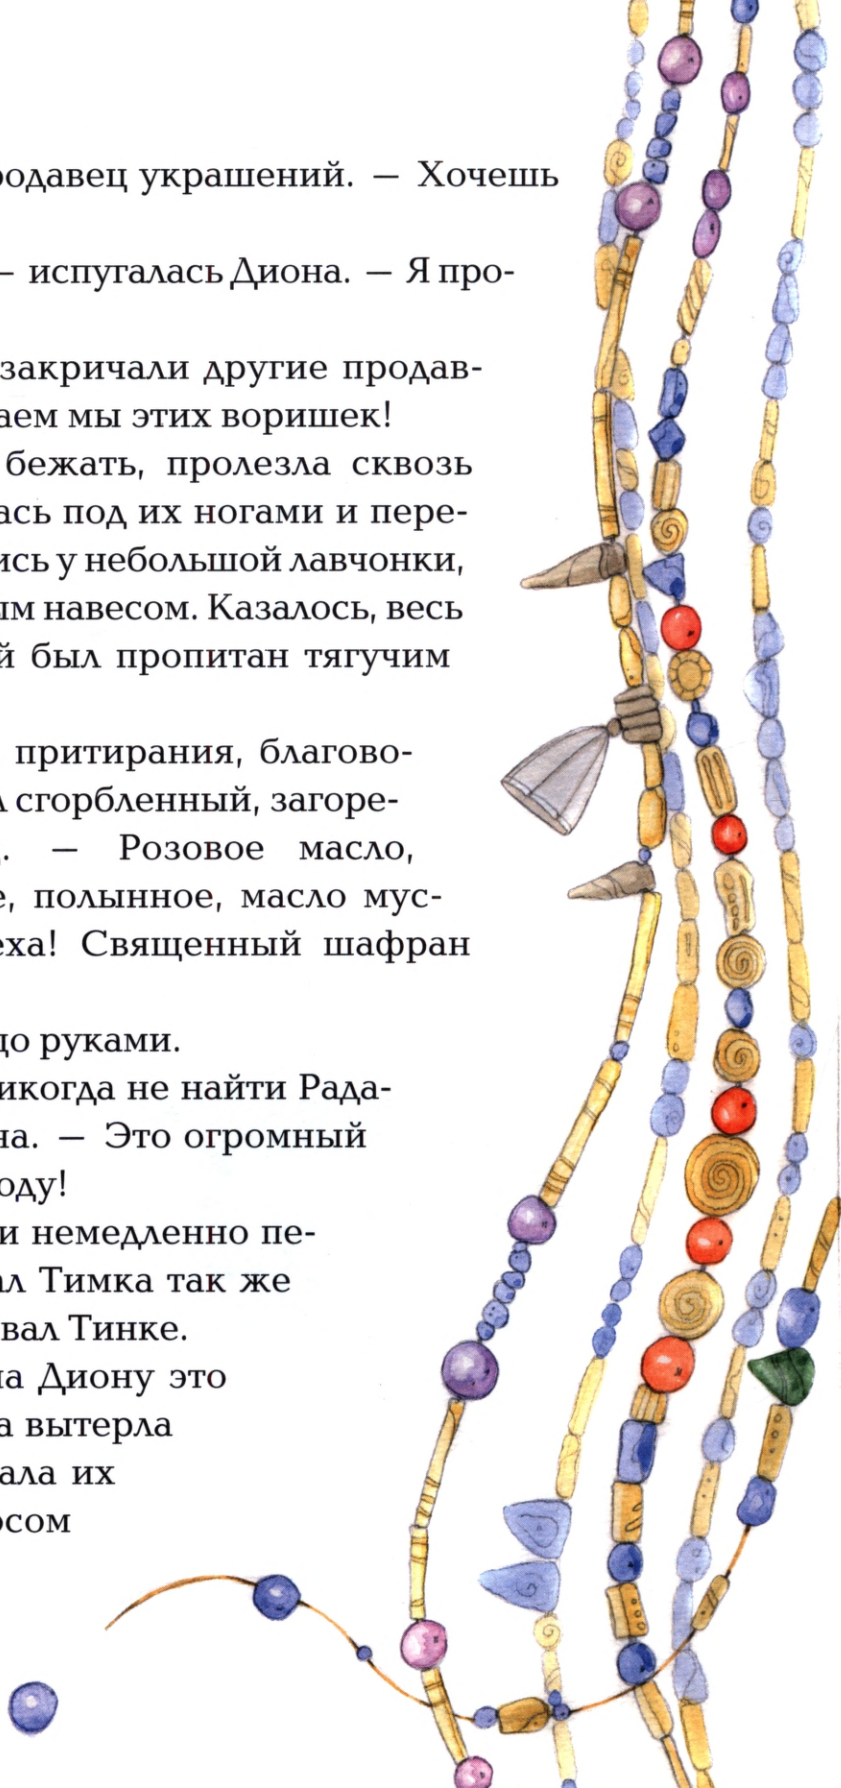 родавец украшений. — Хочешь
— испугалась Диона. — Я про-
закричали другие продав-
аем мы этих воришек!
бежать, пролезла сквозь
ась под их ногами и пере-
ись у небольшой лавчонки,
ым навесом. Казалось, весь
й был пропитан тягучим
притирания, благово-
л сгорбленный, загоре-
. — Розовое масло,
е, полынное, масло мус-
еха! Священный шафран
до руками.
икогда не найти Рада-
на. — Это огромный
оду!
и немедленно пе-
ал Тимка так же
вал Тинке.
на Диону это
а вытерла
ала их
осом